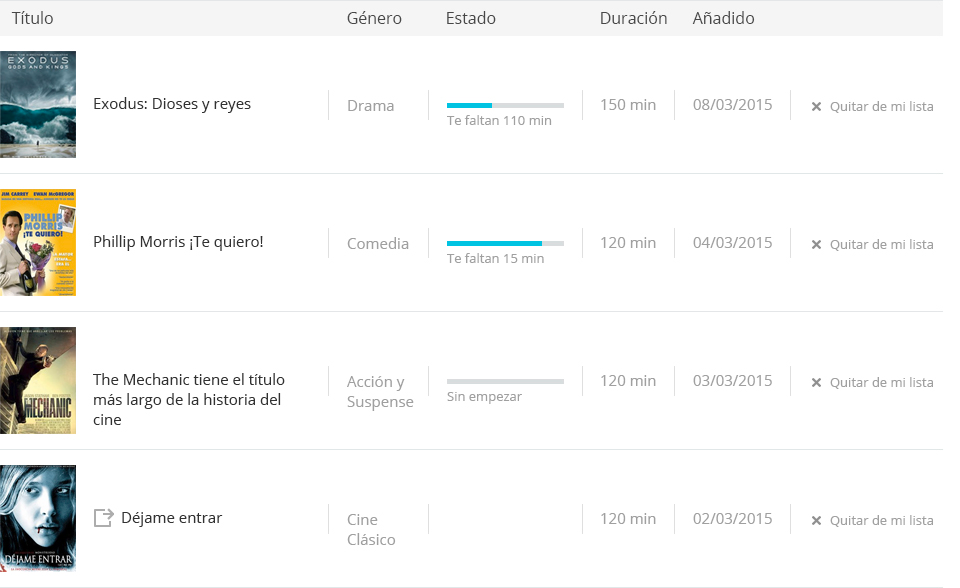 Título Género Estado Duración Añadido
EXODUS
GODS AND KINGS
Exodus: Dioses y reyes Drama 150 min 08/03/2015 × Quitar de mi lista
Te faltan 110 min
JIM CARREY EWAN McGREGOR
PHILLIP
MORRIS
¡TE QUIERO!
Phillip Morris ¡Te quiero! Comedia 120 min 04/03/2015 × Quitar de mi lista
Te faltan 15 min
The Mechanic tiene el título Acción y 120 min 03/03/2015 × Quitar de mi lista
más largo de la historia del Suspense Sin empezar
cine
MECHANIC
Déjame entrar Cine 120 min 02/03/2015 × Quitar de mi lista
Clásico
DÉJAME ENTRAR